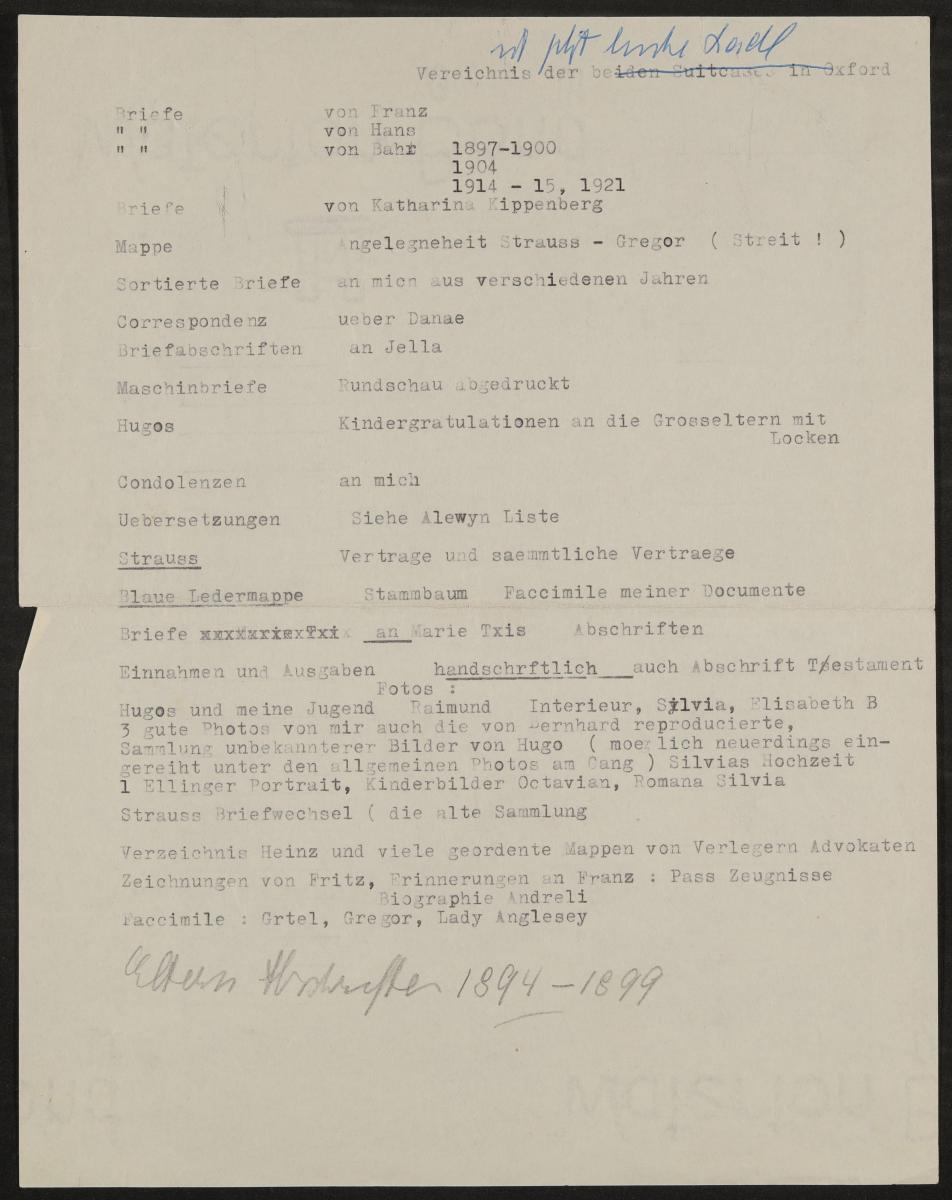 ist jetzt linke Ladl
Vereichnis der beiden Suitcases in Oxford
Briefe von Franz
" " von Hans
" " von Bahr 1897-1900
1904
1914 - 15, 1921
Briefe von Katharina Kippenberg
Mappe Angelegneheit Strauss - Gregor ( Streit ! )
Sortierte Briefe an mich aus verschiedenen Jahren
Correspondenz ueber Danae
Briefabschriften an Jella
Maschinbriefe Rundschau abgedruckt
Hugos Kindergratulationen an die Grosseltern mit
Locken
Condolenzen an mich
Uebersetzungen Siehe Alewyn Liste
Strauss Vertrage und saemmtliche Vertraege
Blaue Ledermappe Stammbaum Faccimile meiner Documente
Briefe an Marie Txis Abschriften
Einnahmen und Ausgaben handschrftlich auch Abschrift Testament
Fotos :
Hugos und meine Jugend Raimund Interieur, Silvia, Elisabeth B
3 gute Photos von mir auch die von Bernhard reproducierte,
Sammlung unbekannterer Bilder von Hugo ( moeglich neuerdings ein-
gereiht unter den allgemeinen Photos am Gang ) Silvias Hochzeit
1 Ellinger Portrait, Kinderbilder Octavian, Romana Silvia
Strauss Briefwechsel ( die alte Sammlung
Verzeichnis Heinz und viele geordente Mappen von Verlegern Advokaten
Zeichnungen von Fritz, Erinnerungen an Franz : Pass Zeugnisse
Biographie Andreli
Faccimile : Grtel, Gregor, Lady Anglesey
Eltern Abschriften 1894 - 1899